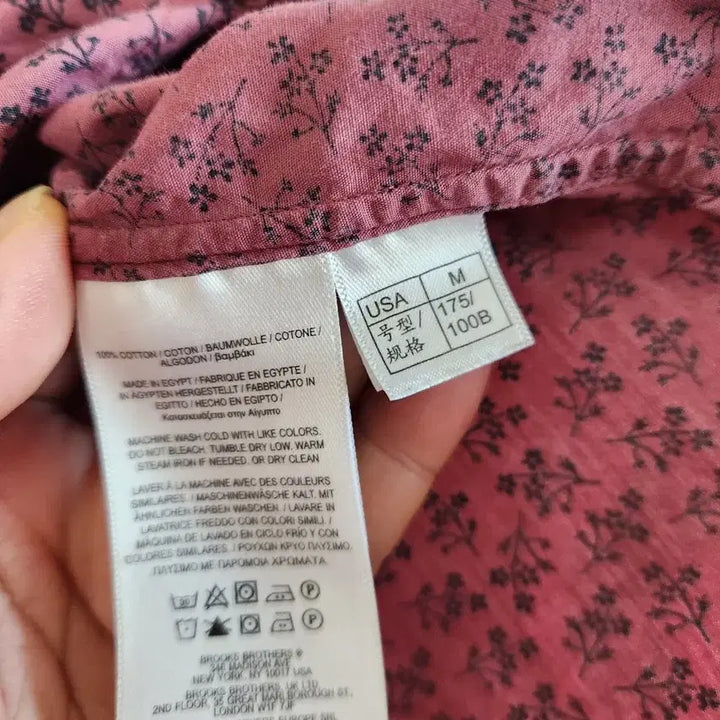 100% COTTON / COTON / BAUMWOLLE / COTONE /
ALGODON / βαμβάκι
MADE IN EGYPT / FABRIQUE EN EGYPTE /
IN ÄGYPTEN HERGESTELLT / FABBRICATO IN
EGITTO / HECHO EN EGIPTO /
Κατασκευάζεται στην Αίγυπτο
MACHINE WASH COLD WITH LIKE COLORS.
DO NOT BLEACH. TUMBLE DRY LOW. WARM
STEAM IRON IF NEEDED. OR DRY CLEAN
LAVER À LA MACHINE AVEC DES COULEURS
SIMILAIRES. / MASCHINENWÄSCHE KALT. MIT
ÄHNLICHEN FARBEN WASCHEN. / LAVARE IN
LAVATRICE FREDDO CON COLORI SIMILI. /
MÁQUINA DE LAVADO EN CICLO FRÍO Y CON
COLORES SIMILARES. / ΡΟΥΧΩΝ ΚΡΥΟ ΠΛΥΣΙΜΟ
ΠΛΥΣΙΜΟ ΜΕ ΠΑΡΟΜΟΙΑ ΧΡΩΜΑΤΑ
30 P
P
BROOKS BROTHERS ®
346 MADISON AVE
NEW YORK, NY 10017 USA
BROOKS BROTHERS, UK LTD
2ND FLOOR, 35 GREAT MARLBOROUGH ST.
LONDON W1F 7JF
BROTHERS EUROPE SRL
USA M
号型/ 175/
规格 100B